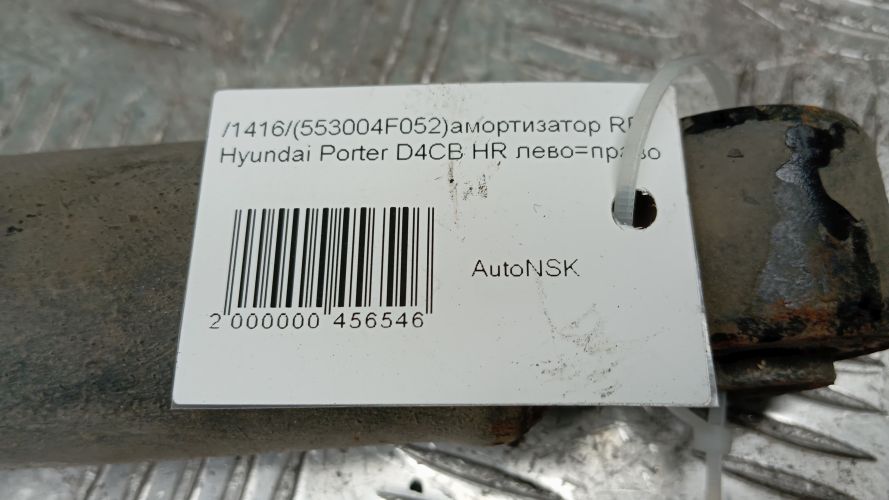 /1416/(553004F052)амортизатор
Hyundai Porter D4CB HR лево=право
AutoNSK
2 000000 456546